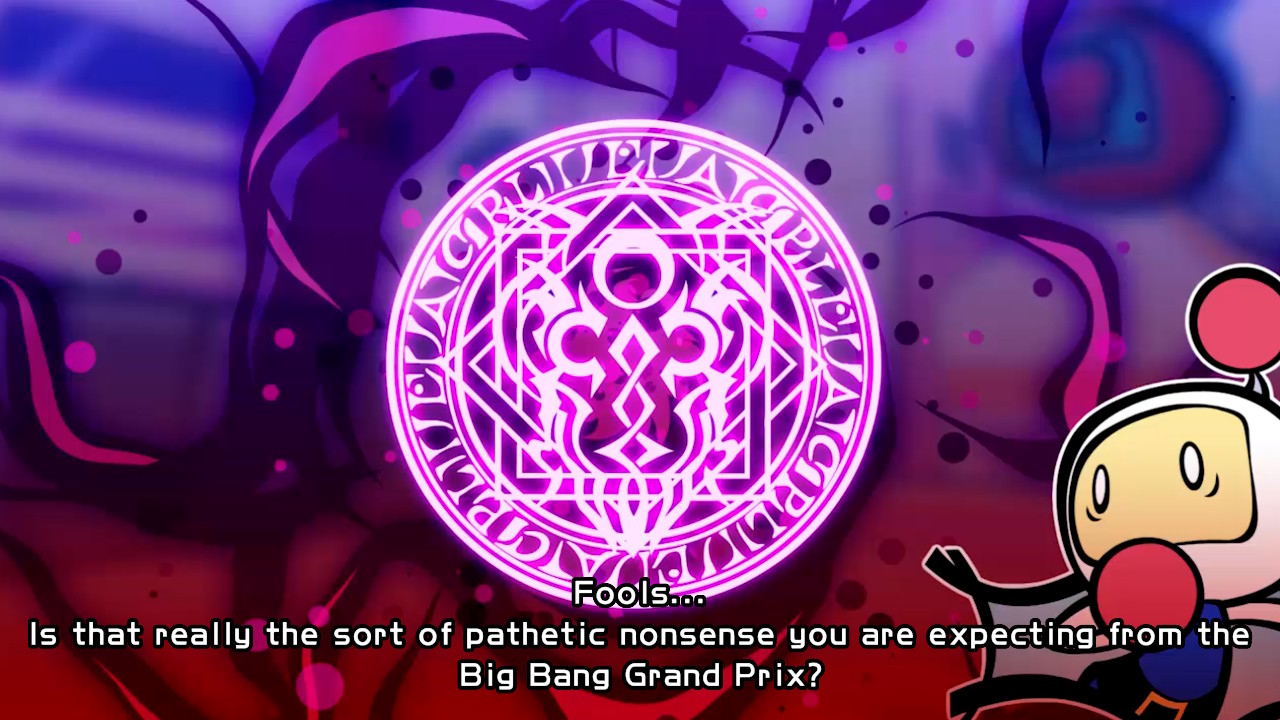 Fools...
Is that really the sort of pathetic nonsense you are expecting from the
Big Bang Grand Prix?